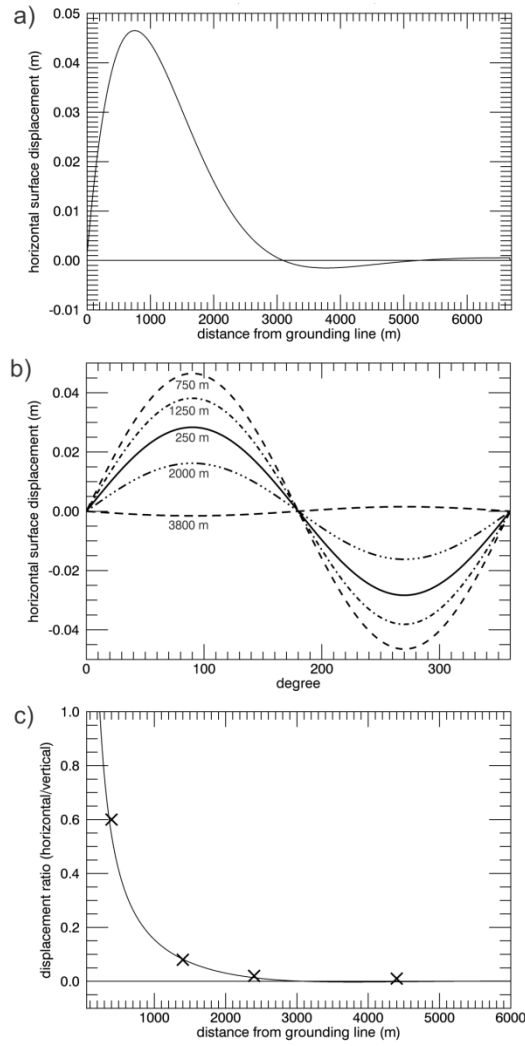 a)
0.05
0.04
0.03
0.02
0.01
0.00
-0.01
horizontal surface displacement (m)
0 1000 2000 3000 4000 5000 6000
distance from grounding line (m)
b)
0.04
0.02
0.00
-0.02
-0.04
horizontal surface displacement (m)
750 m
1250 m
250 m
2000 m
3800 m
0 100 200 300
degree
c)
1.0
0.8
0.6
0.4
0.2
0.0
displacement ratio (horizontal/vertical)
1000 2000 3000 4000 5000 6000
distance from grounding line (m)